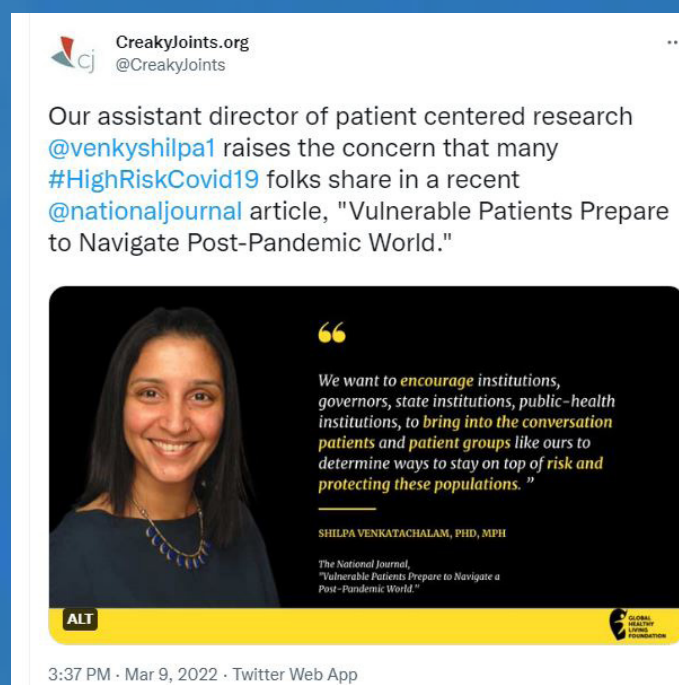 CreakyJoints.org
@CreakyJoints
Our assistant director of patient centered research
@venkyshilpa1 raises the concern that many
#HighRiskCovid19 folks share in a recent
@nationaljournal article, "Vulnerable Patients Prepare
to Navigate Post-Pandemic World."
❝
We want to encourage institutions,
governors, state institutions, public-health
institutions, to bring into the conversation
patients and patient groups like ours to
determine ways to stay on top of risk and
protecting these populations. ”
SHILPA VENKATACHALAM, PHD, MPH
The National Journal,
"Vulnerable Patients Prepare to Navigate a
Post-Pandemic World."
ALT
GLOBAL
HEALTHY
LIVING
FOUNDATION
cj
3:37 PM · Mar 9, 2022 · Twitter Web App